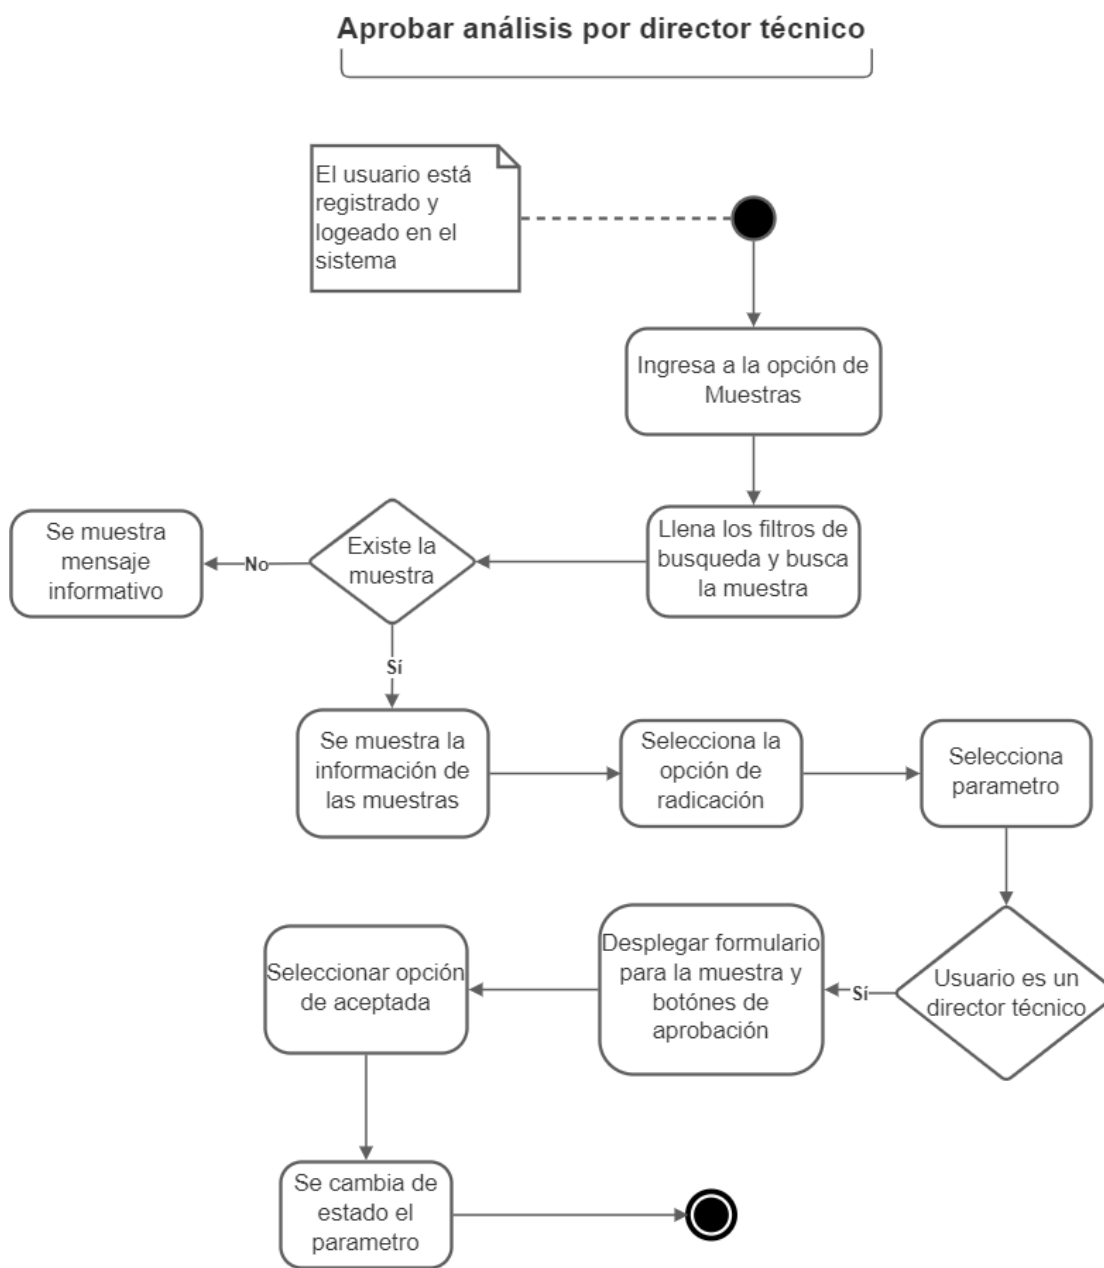 Aprobar análisis por director técnico
El usuario está
registrado y
logeado en el
sistema
Ingresa a la opción de
Muestras
Llena los filtros de
busqueda y busca
la muestra
Existe la
muestra
No
Se muestra
mensaje
informativo
Sí
Se muestra la
información de
las muestras
Selecciona la
opción de
radicación
Selecciona
parametro
Usuario es un
director técnico
Sí
Desplegar formulario
para la muestra y
botónes de
aprobación
Seleccionar opción
de aceptada
Se cambia de
estado el
parametro